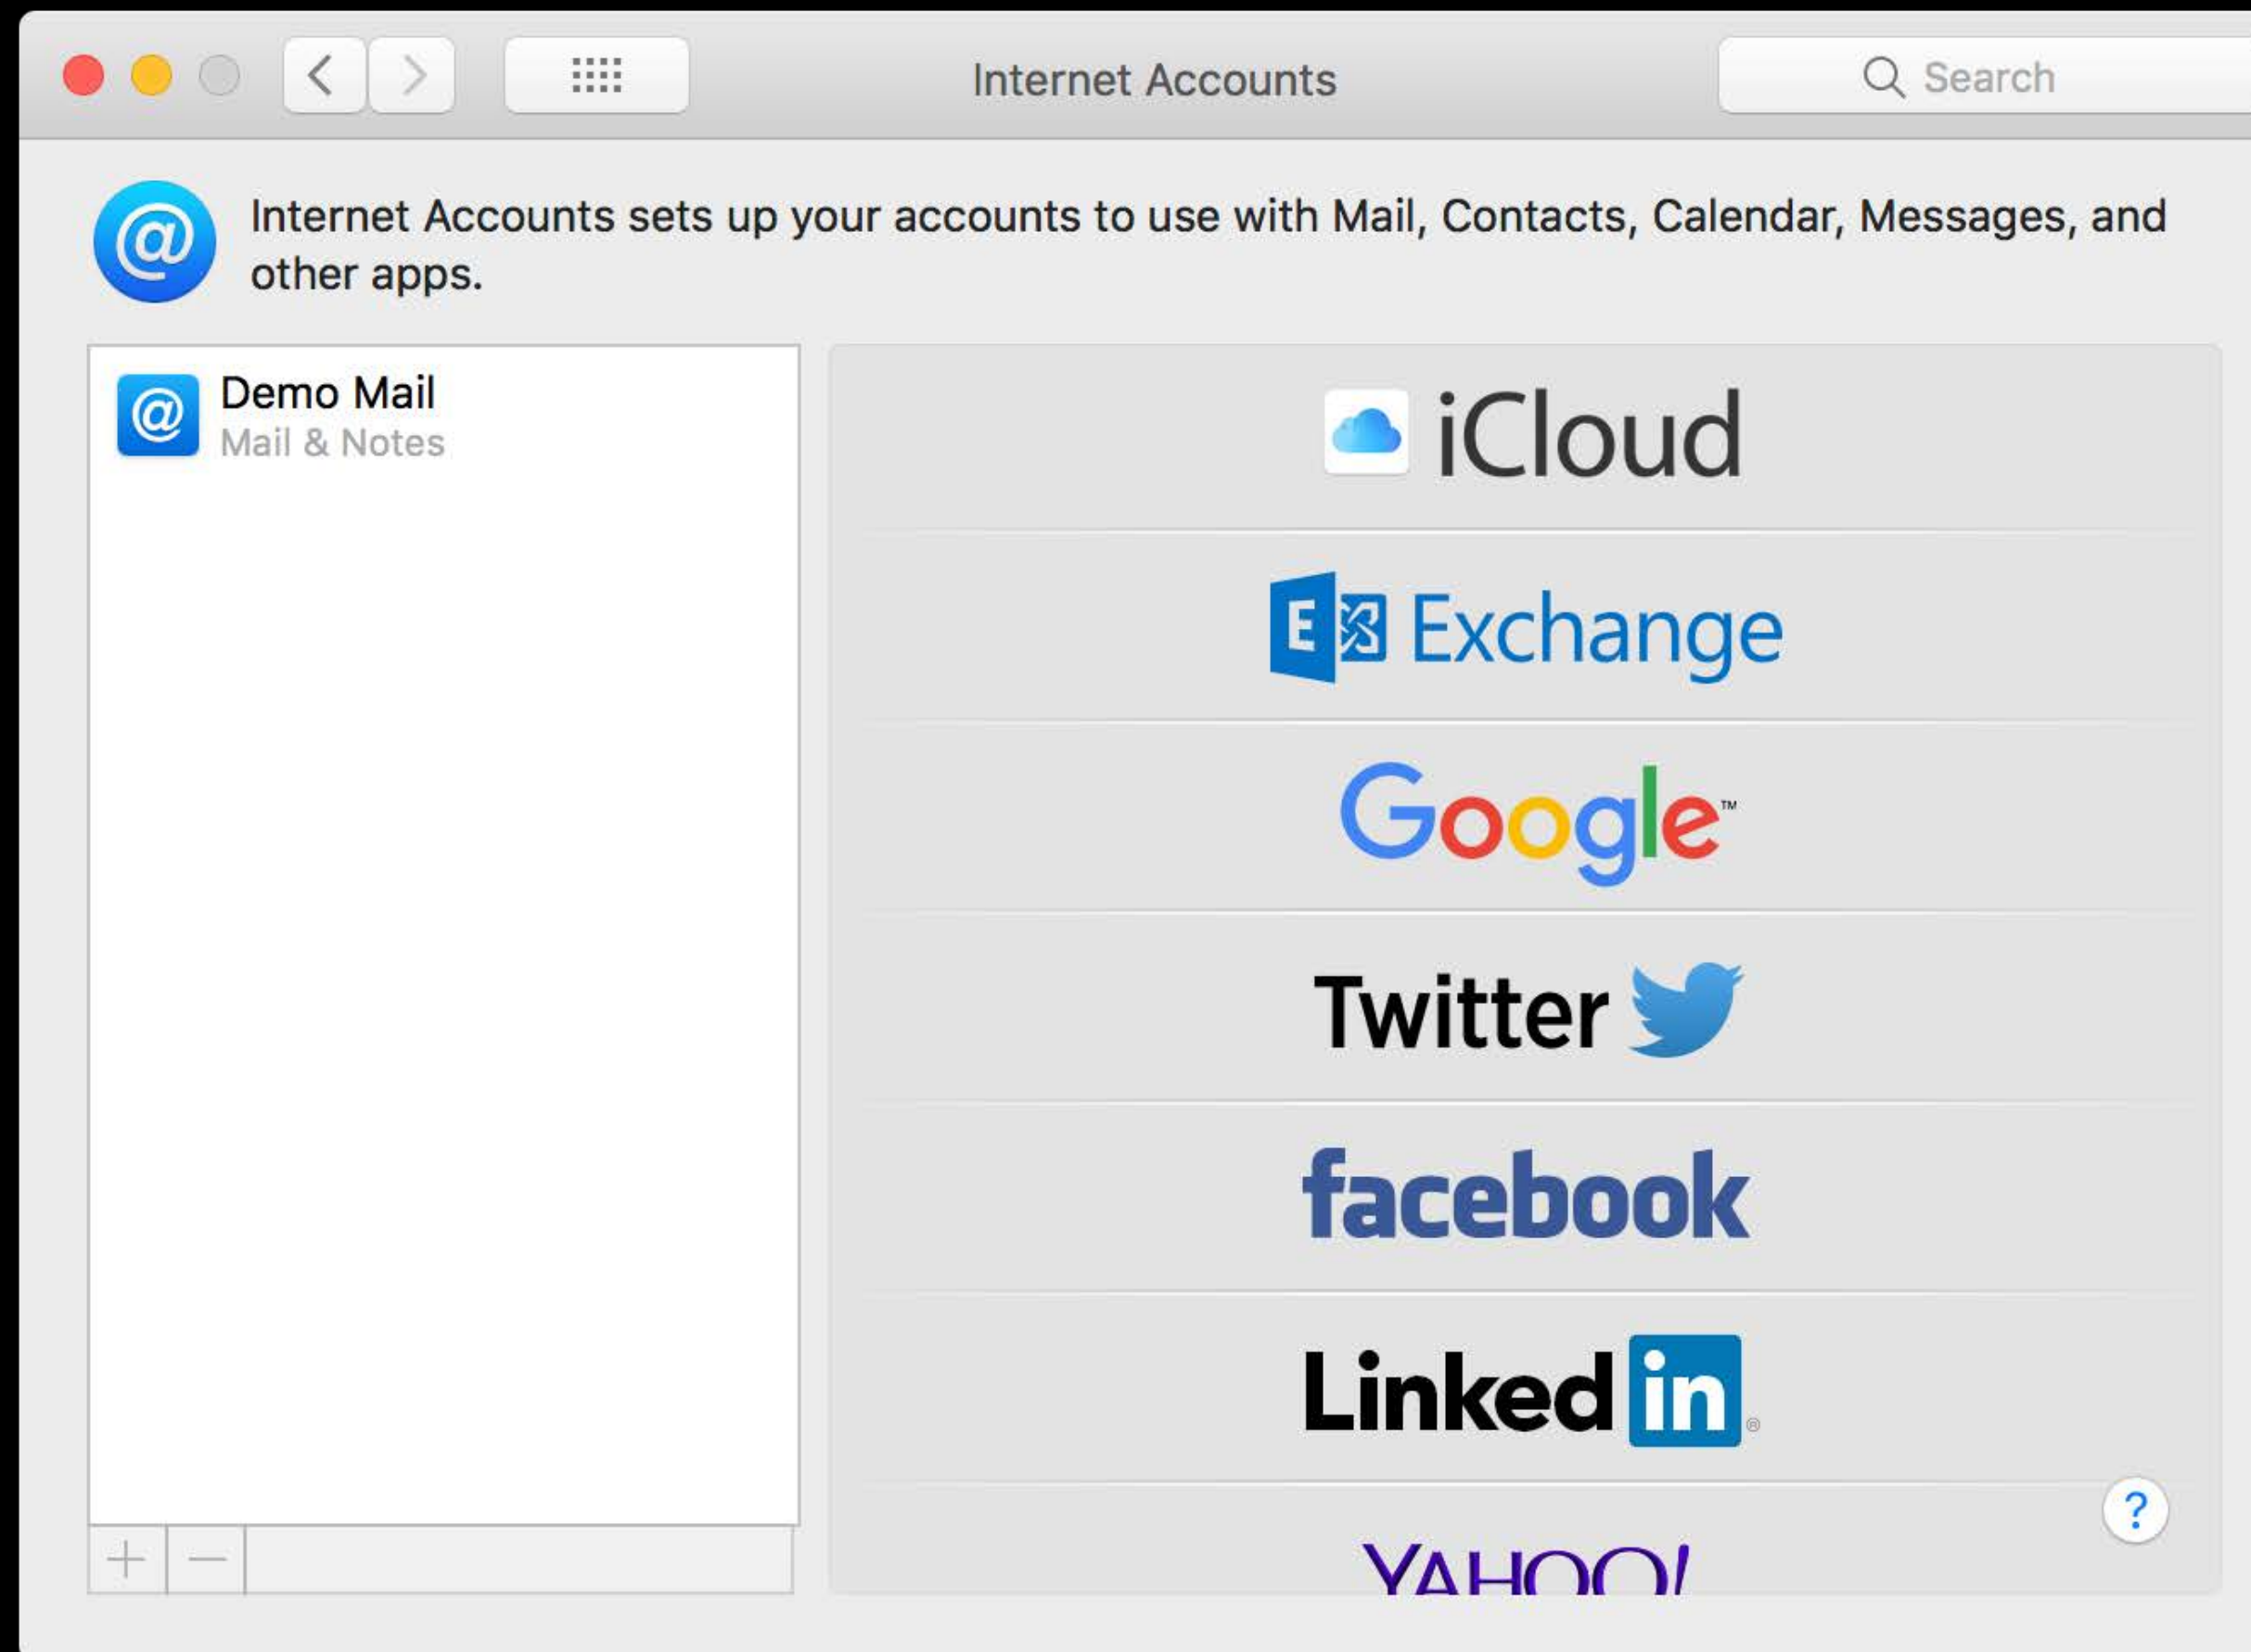 Internet Accounts
Search
Internet Accounts sets up your accounts to use with Mail, Contacts, Calendar, Messages, and
other apps.
Demo Mail
Mail & Notes
iCloud
E Exchange
Google™
Twitter
facebook
Linked in®
YAHOO!
?